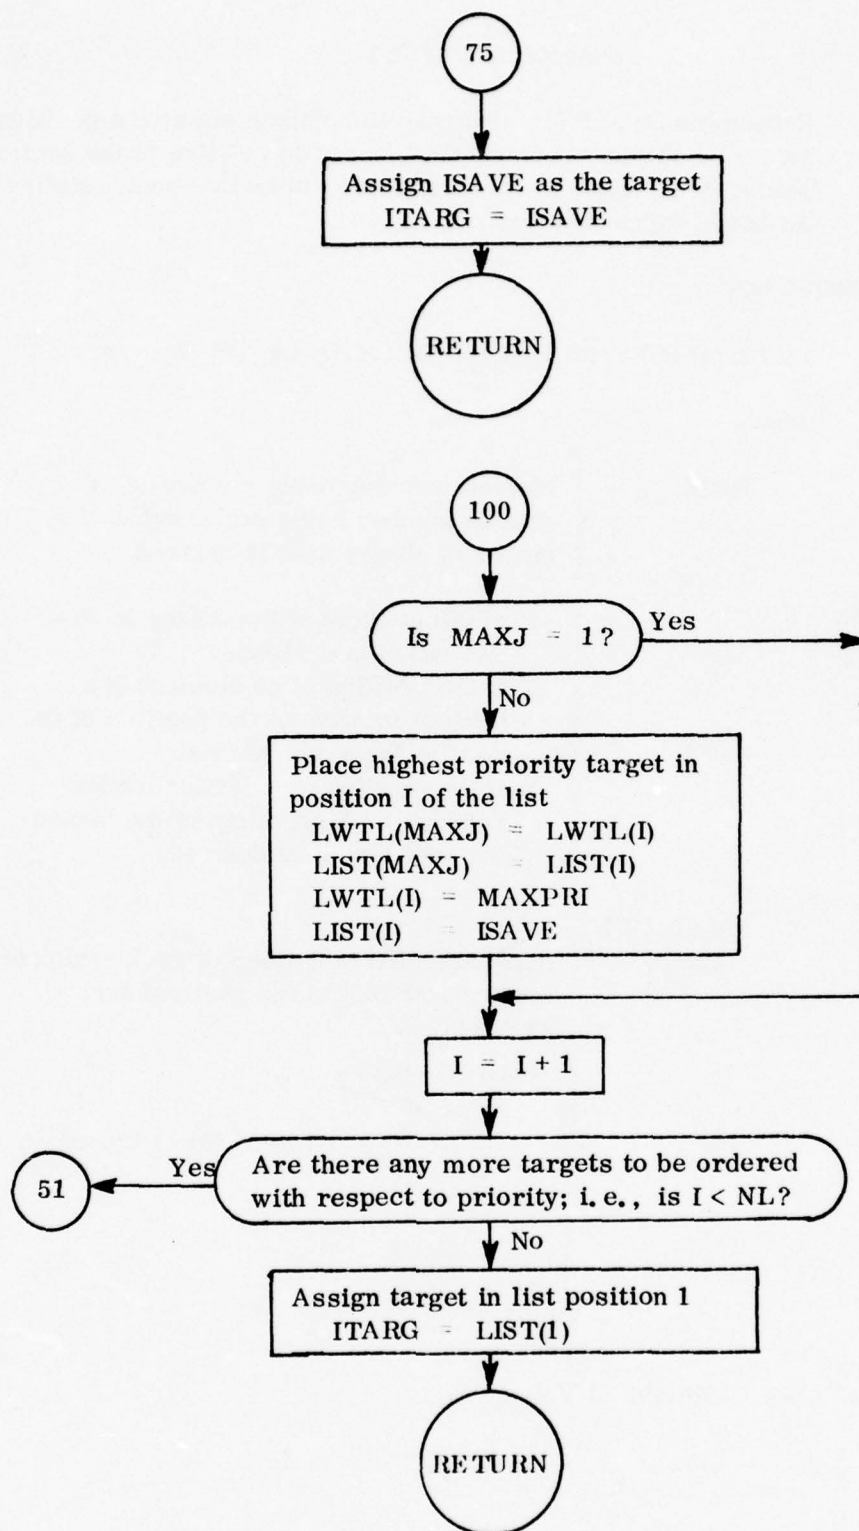 75
Assign ISAVE as the target
ITARG = ISAVE
RETURN
100
Is MAXJ = 1?
Yes
No
Place highest priority target in
position I of the list
LWTL(MAXJ) = LWTL(I)
LIST(MAXJ) = LIST(I)
LWTL(I) = MAXPRI
LIST(I) = ISAVE
I = I + 1
Are there any more targets to be ordered
with respect to priority; i. e., is I < NL?
Yes
51
No
Assign target in list position 1
ITARG = LIST(1)
RETURN